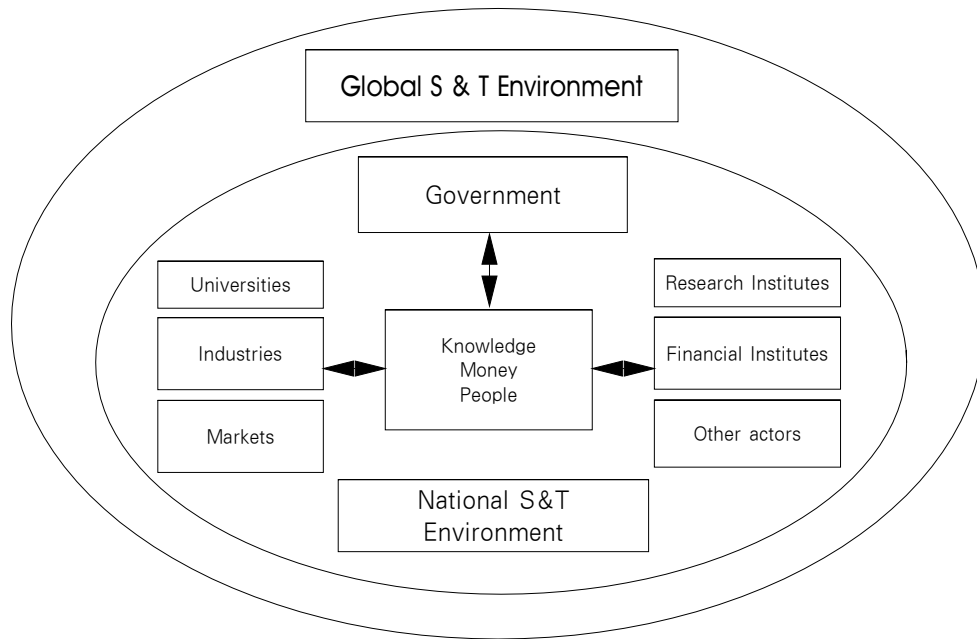 Global S & T Environment
Government
Universities
Industries
Markets
Knowledge
Money
People
Research Institutes
Financial Institutes
Other actors
National S&T
Environment